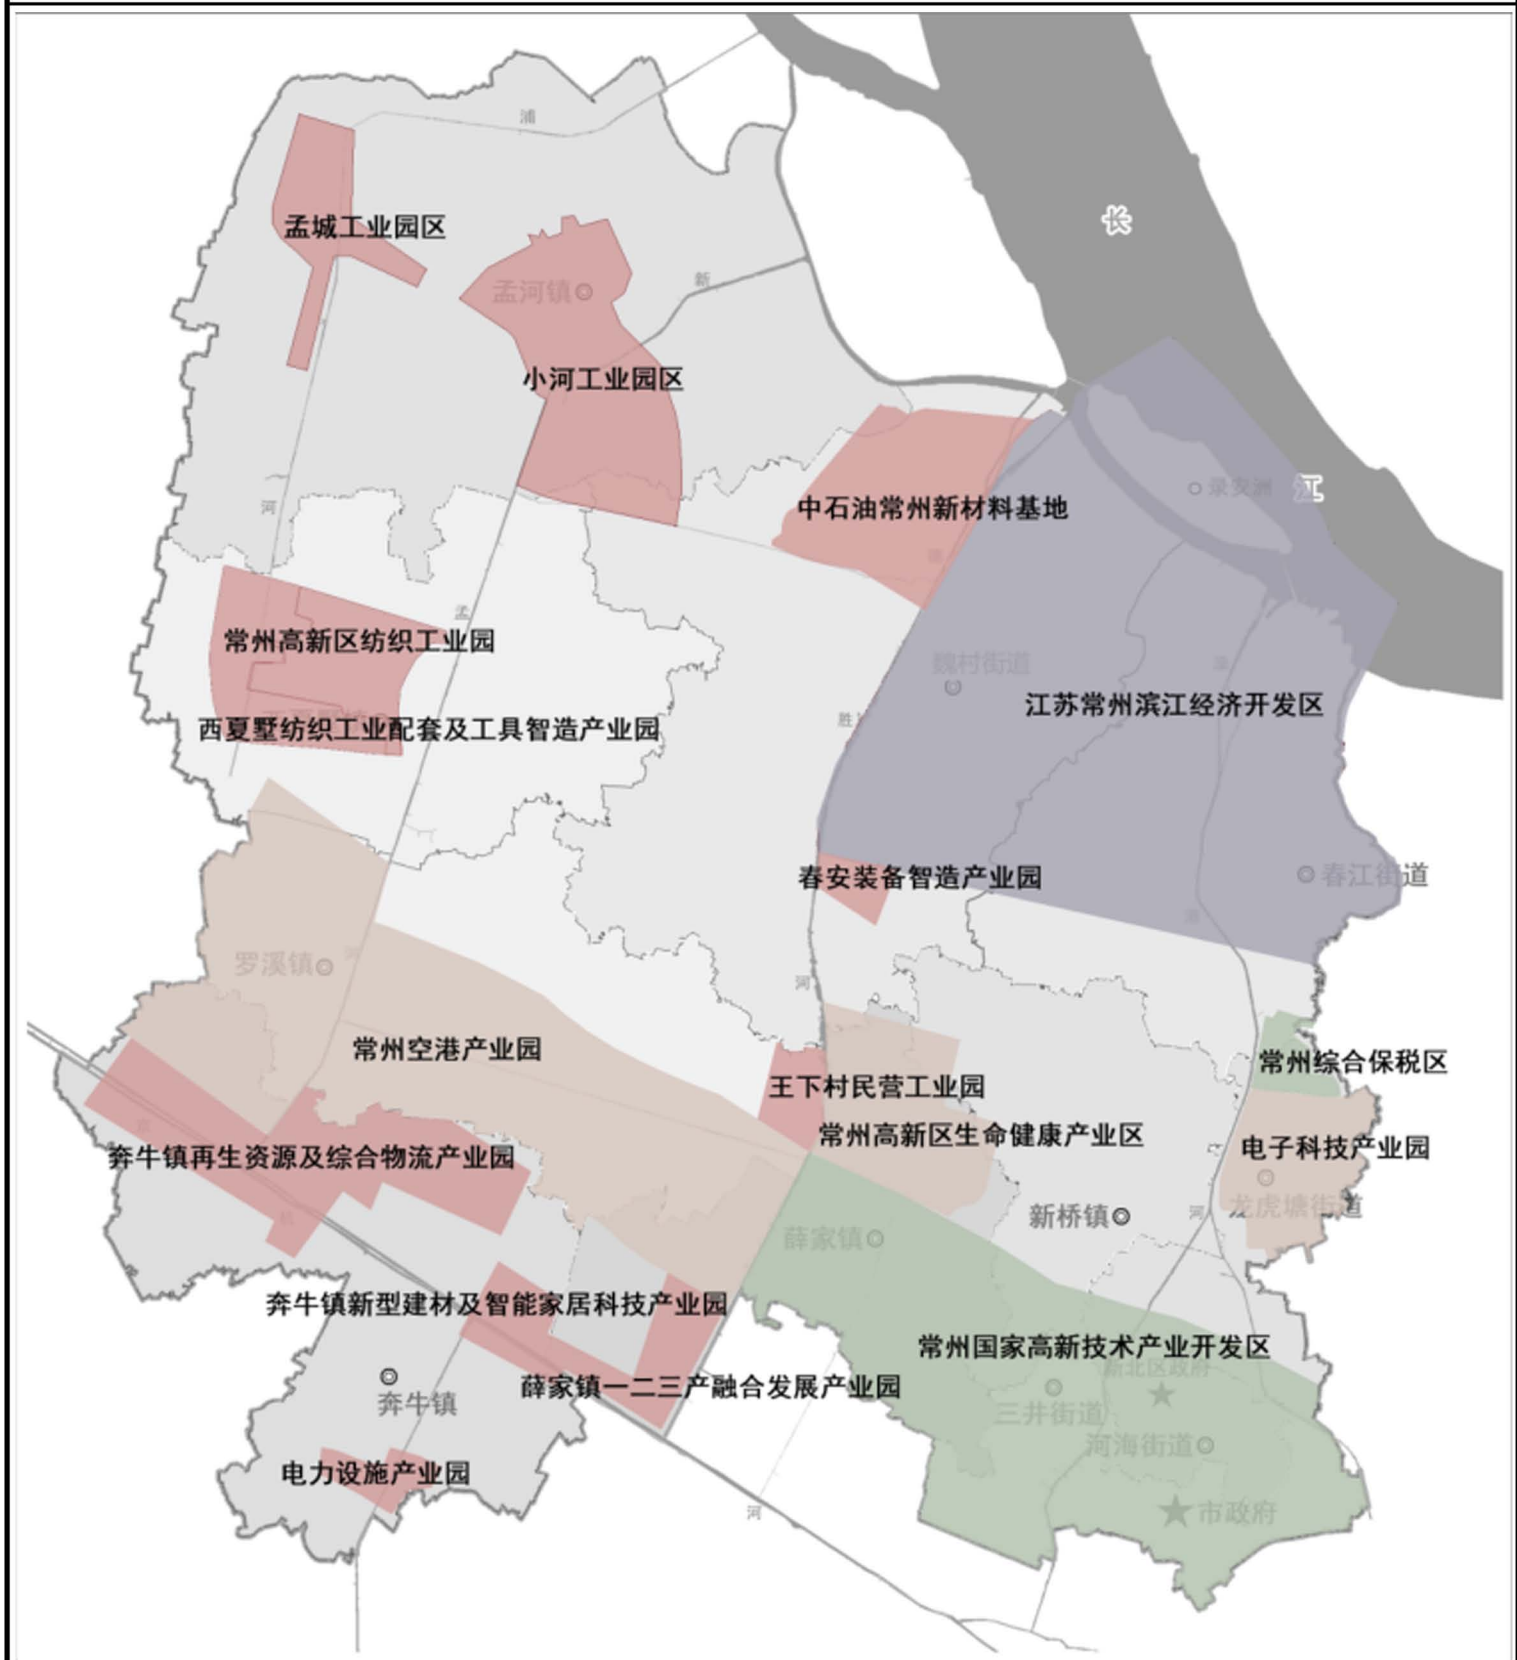 浦
长
孟城工业园区
新
孟河镇
小河工业园区
江
录安洲
河
中石油常州新材料基地
孟
常州高新区纺织工业园
魏村街道
江苏常州滨江经济开发区
胜
西夏墅纺织工业配套及工具智造产业园
春安装备智造产业园
春江街道
罗溪镇
河
河
常州空港产业园
常州综合保税区
王下村民营工业园
常州高新区生命健康产业区
电子科技产业园
奔牛镇再生资源及综合物流产业园
龙虎塘街道
新桥镇
河
薛家镇
奔牛镇新型建材及智能家居科技产业园
常州国家高新技术产业开发区
新北区政府
薛家镇一二三产融合发展产业园
奔牛镇
三井街道
河海街道
电力设施产业园
市政府
河